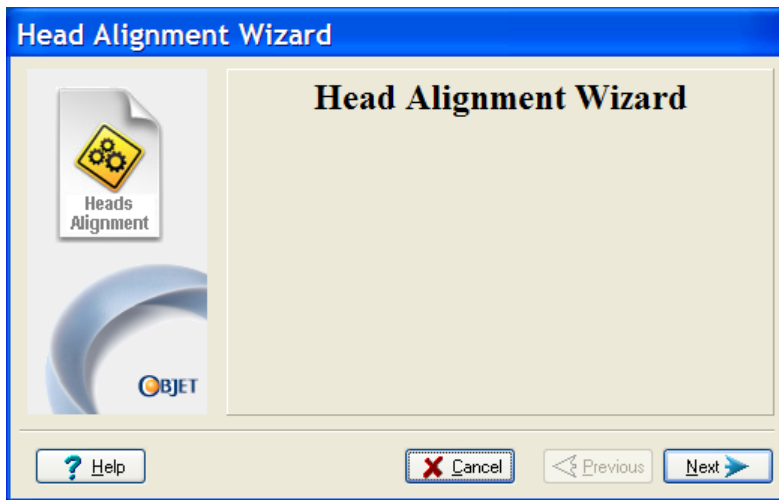 Head Alignment Wizard
Head Alignment Wizard
Heads
Alignment
OBJET
Help
Cancel
Previous
Next